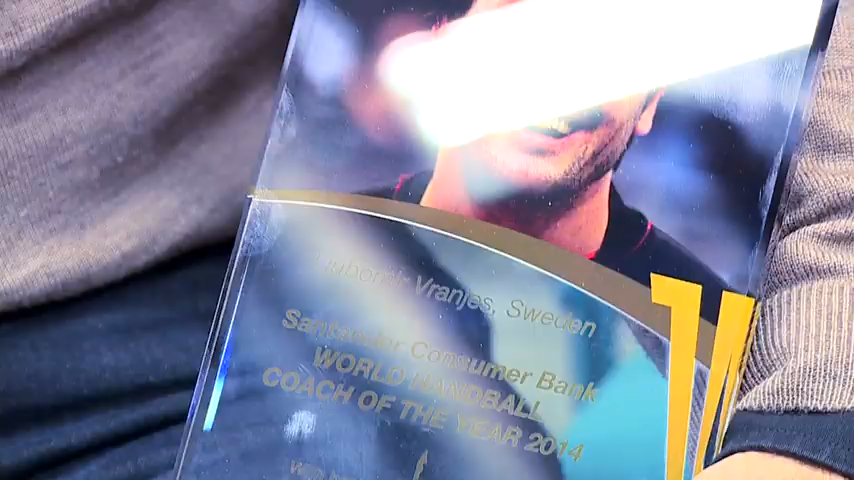 Ljubomir Vranjes, Sweden
Santander Consumer Bank
WORLD HANDBALL
COACH OF THE YEAR 2014